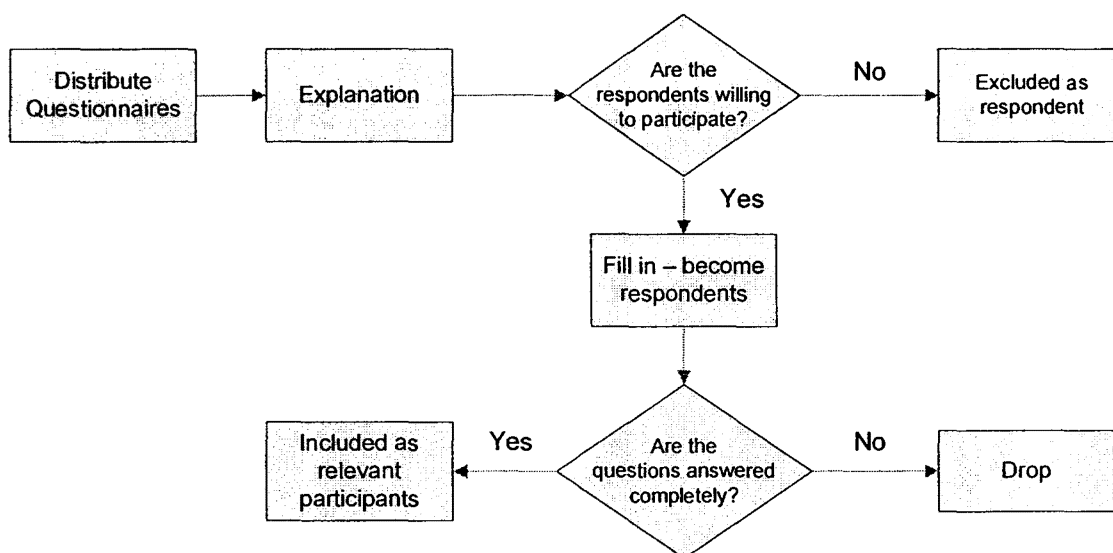 Distribute
Questionnaires
Explanation
Are the
respondents willing
to participate?
No
Excluded as
respondent
Yes
Fill in – become
respondents
Included as
relevant
participants
Yes
Are the
questions answered
completely?
No
Drop